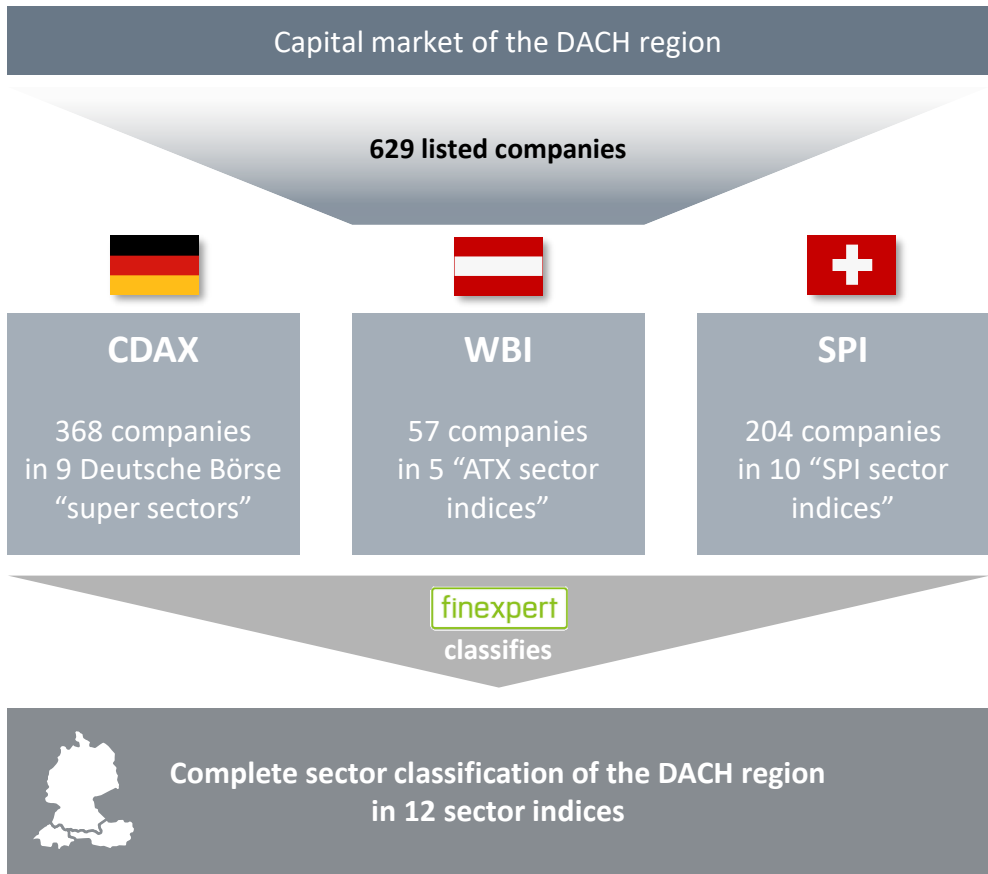 Capital market of the DACH region
629 listed companies
CDAX
368 companies
in 9 Deutsche Börse
“super sectors”
WBI
57 companies
in 5 “ATX sector
indices”
SPI
204 companies
in 10 “SPI sector
indices”
finexpert
classifies
Complete sector classification of the DACH region
in 12 sector indices